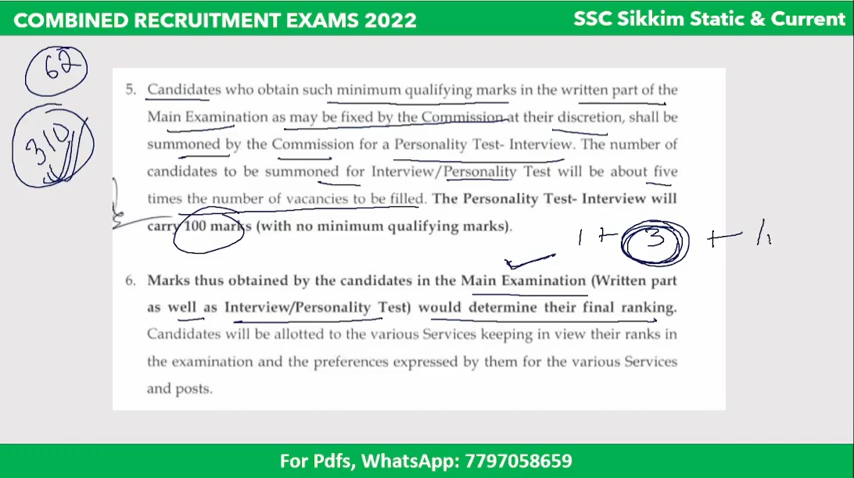 COMBINED RECRUITMENT EXAMS 2022
SSC Sikkim Static & Current
62
310
5. Candidates who obtain such minimum qualifying marks in the written part of the
Main Examination as may be fixed by the Commission at their discretion, shall be
summoned by the Commission for a Personality Test- Interview. The number of
candidates to be summoned for Interview/Personality Test will be about five
times the number of vacancies to be filled. The Personality Test- Interview will
carry 100 marks (with no minimum qualifying marks).
1 + 3 +
6. Marks thus obtained by the candidates in the Main Examination (Written part
as well as Interview/Personality Test) would determine their final ranking.
Candidates will be allotted to the various Services keeping in view their ranks in
the examination and the preferences expressed by them for the various Services
and posts.
For Pdfs, WhatsApp: 7797058659